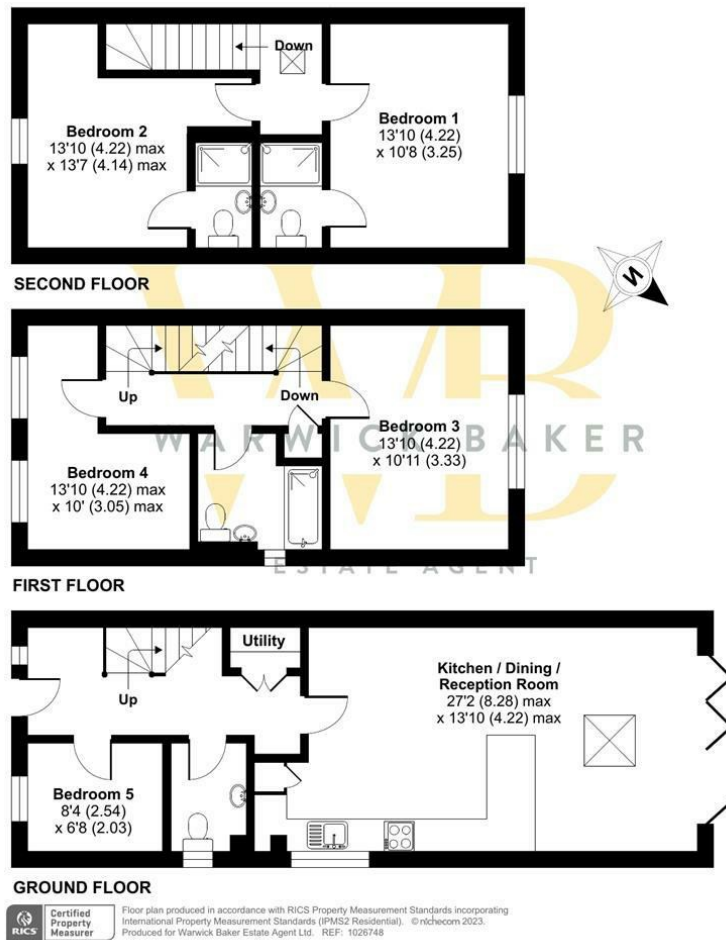 Down
Bedroom 2
13'10 (4.22) max
x 13'7 (4.14) max
Bedroom 1
13'10 (4.22)
x 10'8 (3.25)
SECOND FLOOR
N
WB
Up
Down
Bedroom 3
13'10 (4.22)
x 10'11 (3.33)
WARWICK BAKER
Bedroom 4
13'10 (4.22) max
x 10' (3.05) max
ESTATE AGENT
FIRST FLOOR
Utility
Up
Kitchen / Dining /
Reception Room
27'2 (8.28) max
x 13'10 (4.22) max
Bedroom 5
8'4 (2.54)
x 6'8 (2.03)
GROUND FLOOR
RICS
Certified
Property
Measurer
Floor plan produced in accordance with RICS Property Measurement Standards incorporating
International Property Measurement Standards (IPMS2 Residential). © nichecom 2023.
Produced for Warwick Baker Estate Agent Ltd. REF: 1026748